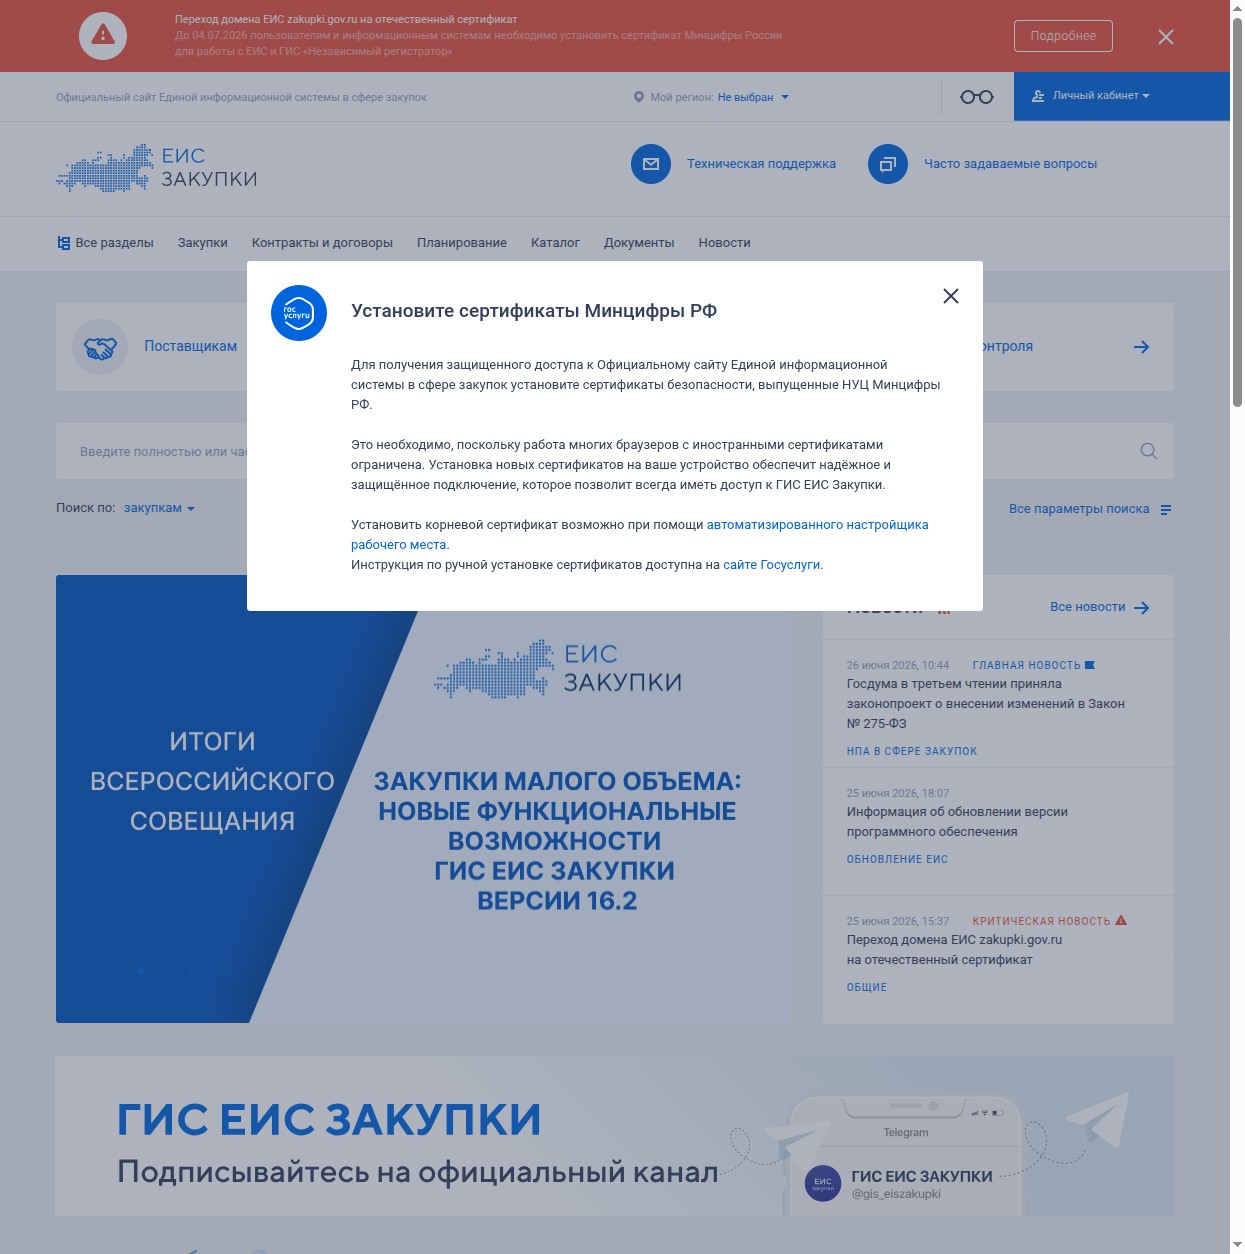 Переход домена ЕИС zakupki.gov.ru на отечественный сертификат
До 04.07.2026 пользователям и информационным системам необходимо установить сертификат Минцифры России
для работы с ЕИС и ГИС «Независимый регистратор»
Подробнее
Официальный сайт Единой информационной системы в сфере закупок
Мой регион: Не выбран
Личный кабинет
ЕИС
ЗАКУПКИ
Техническая поддержка
Часто задаваемые вопросы
Все разделы
Закупки
Контракты и договоры
Планирование
Каталог
Документы
Новости
гос
услуги
Установите сертификаты Минцифры РФ
Для получения защищенного доступа к Официальному сайту Единой информационной
системы в сфере закупок установите сертификаты безопасности, выпущенные НУЦ Минцифры
РФ.
Это необходимо, поскольку работа многих браузеров с иностранными сертификатами
ограничена. Установка новых сертификатов на ваше устройство обеспечит надёжное и
защищённое подключение, которое позволит всегда иметь доступ к ГИС ЕИС Закупки.
Установить корневой сертификат возможно при помощи автоматизированного настройщика
рабочего места.
Инструкция по ручной установке сертификатов доступна на сайте Госуслуги.
Поставщикам
Введите полностью или
Поиск по: закупкам
Все параметры поиска
ИТОГИ
ВСЕРОССИЙСКОГО
СОВЕЩАНИЯ
ЕИС
ЗАКУПКИ
ЗАКУПКИ МАЛОГО ОБЪЕМА:
НОВЫЕ ФУНКЦИОНАЛЬНЫЕ
ВОЗМОЖНОСТИ
ГИС ЕИС ЗАКУПКИ
ВЕРСИИ 16.2
Все новости
26 июня 2026, 10:44 ГЛАВНАЯ НОВОСТЬ
Госдума в третьем чтении приняла
законопроект о внесении изменений в Закон
№ 275-ФЗ
НПА В СФЕРЕ ЗАКУПОК
25 июня 2026, 18:07
Информация об обновлении версии
программного обеспечения
ОБНОВЛЕНИЕ ЕИС
25 июня 2026, 15:37 КРИТИЧЕСКАЯ НОВОСТЬ
Переход домена ЕИС zakupki.gov.ru
на отечественный сертификат
ОБЩИЕ
ГИС ЕИС ЗАКУПКИ
Подписывайтесь на официальный канал
Telegram
ЕИС
ЗАКУПКИ
ГИС ЕИС ЗАКУПКИ
@gis_eiszakupki